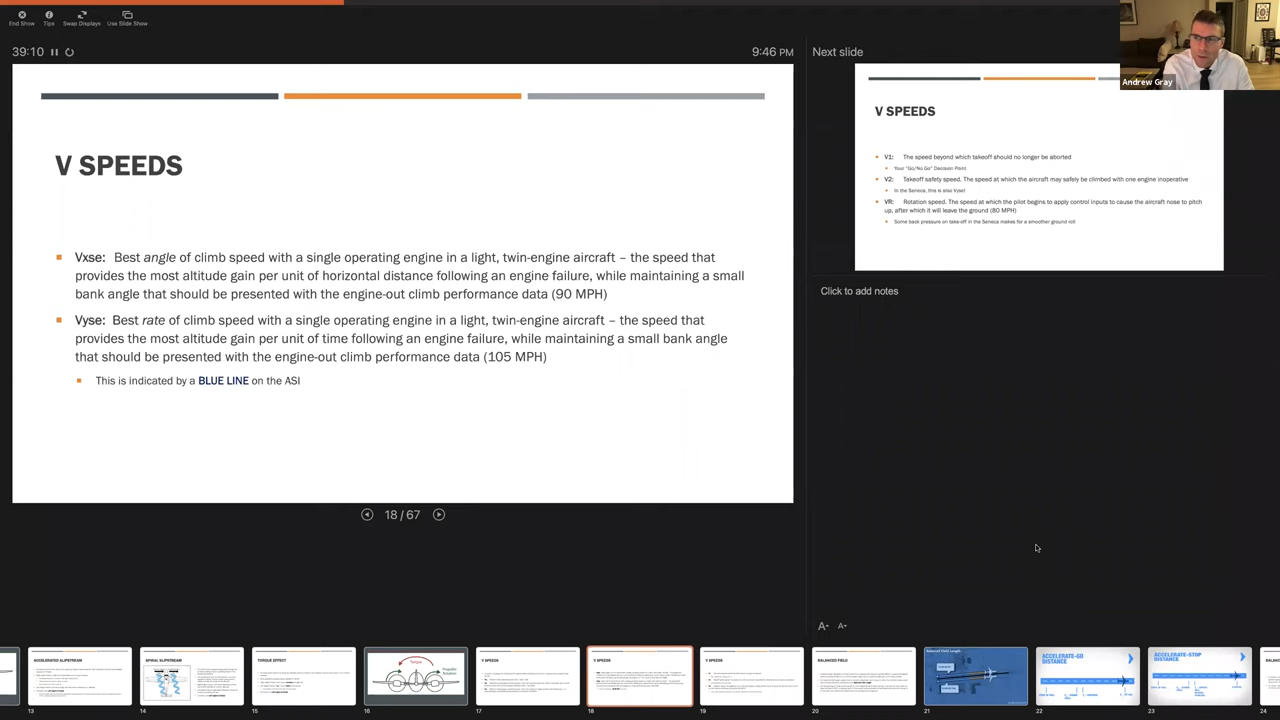 End Show
Tips
Swap Displays
Use Slide Show
39:10
9:46 PM
V SPEEDS
Vxse: Best angle of climb speed with a single operating engine in a light, twin-engine aircraft – the speed that
provides the most altitude gain per unit of horizontal distance following an engine failure, while maintaining a small
bank angle that should be presented with the engine-out climb performance data (90 MPH)
Vyse: Best rate of climb speed with a single operating engine in a light, twin-engine aircraft – the speed that
provides the most altitude gain per unit of time following an engine failure, while maintaining a small bank angle
that should be presented with the engine-out climb performance data (105 MPH)
This is indicated by a BLUE LINE on the ASI
18 / 67
Next slide
Andrew Gray
V SPEEDS
V1: The speed beyond which takeoff should no longer be aborted
Your "Go/No Go" Decision Point
V2: Takeoff safety speed. The speed at which the aircraft may safely be climbed with one engine inoperative
In the Seneca, this is also Vyse!
VR: Rotation speed. The speed at which the pilot begins to apply control inputs to cause the aircraft nose to pitch
up, after which it will leave the ground (80 MPH)
Some back pressure on take-off in the Seneca makes for a smoother ground roll
Click to add notes
A
A
ACCELERATED SLIPSTREAM
13
SPIRAL SLIPSTREAM
14
TORQUE EFFECT
15
Torque
16
V SPEEDS
17
V SPEEDS
18
V SPEEDS
19
BALANCED FIELD
20
Balanced Field Length
21
ACCELERATE-GO
DISTANCE
22
ACCELERATE-STOP
DISTANCE
23
24